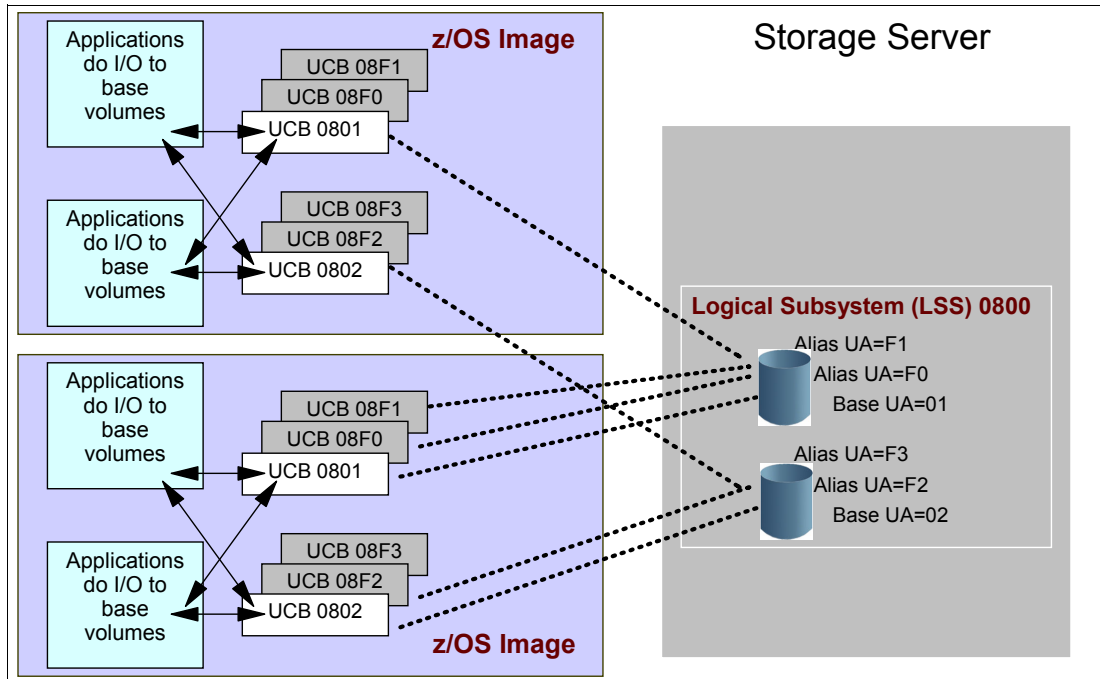 Applications
do I/O to
base
volumes
z/OS Image
UCB 08F1
UCB 08F0
UCB 0801
Applications
do I/O to
base
volumes
UCB 08F3
UCB 08F2
UCB 0802
Storage Server
Logical Subsystem (LSS) 0800
Alias UA=F1
Alias UA=F0
Base UA=01
Alias UA=F3
Alias UA=F2
Base UA=02
Applications
do I/O to
base
volumes
UCB 08F1
UCB 08F0
UCB 0801
Applications
do I/O to
base
volumes
UCB 08F3
UCB 08F2
UCB 0802
z/OS Image